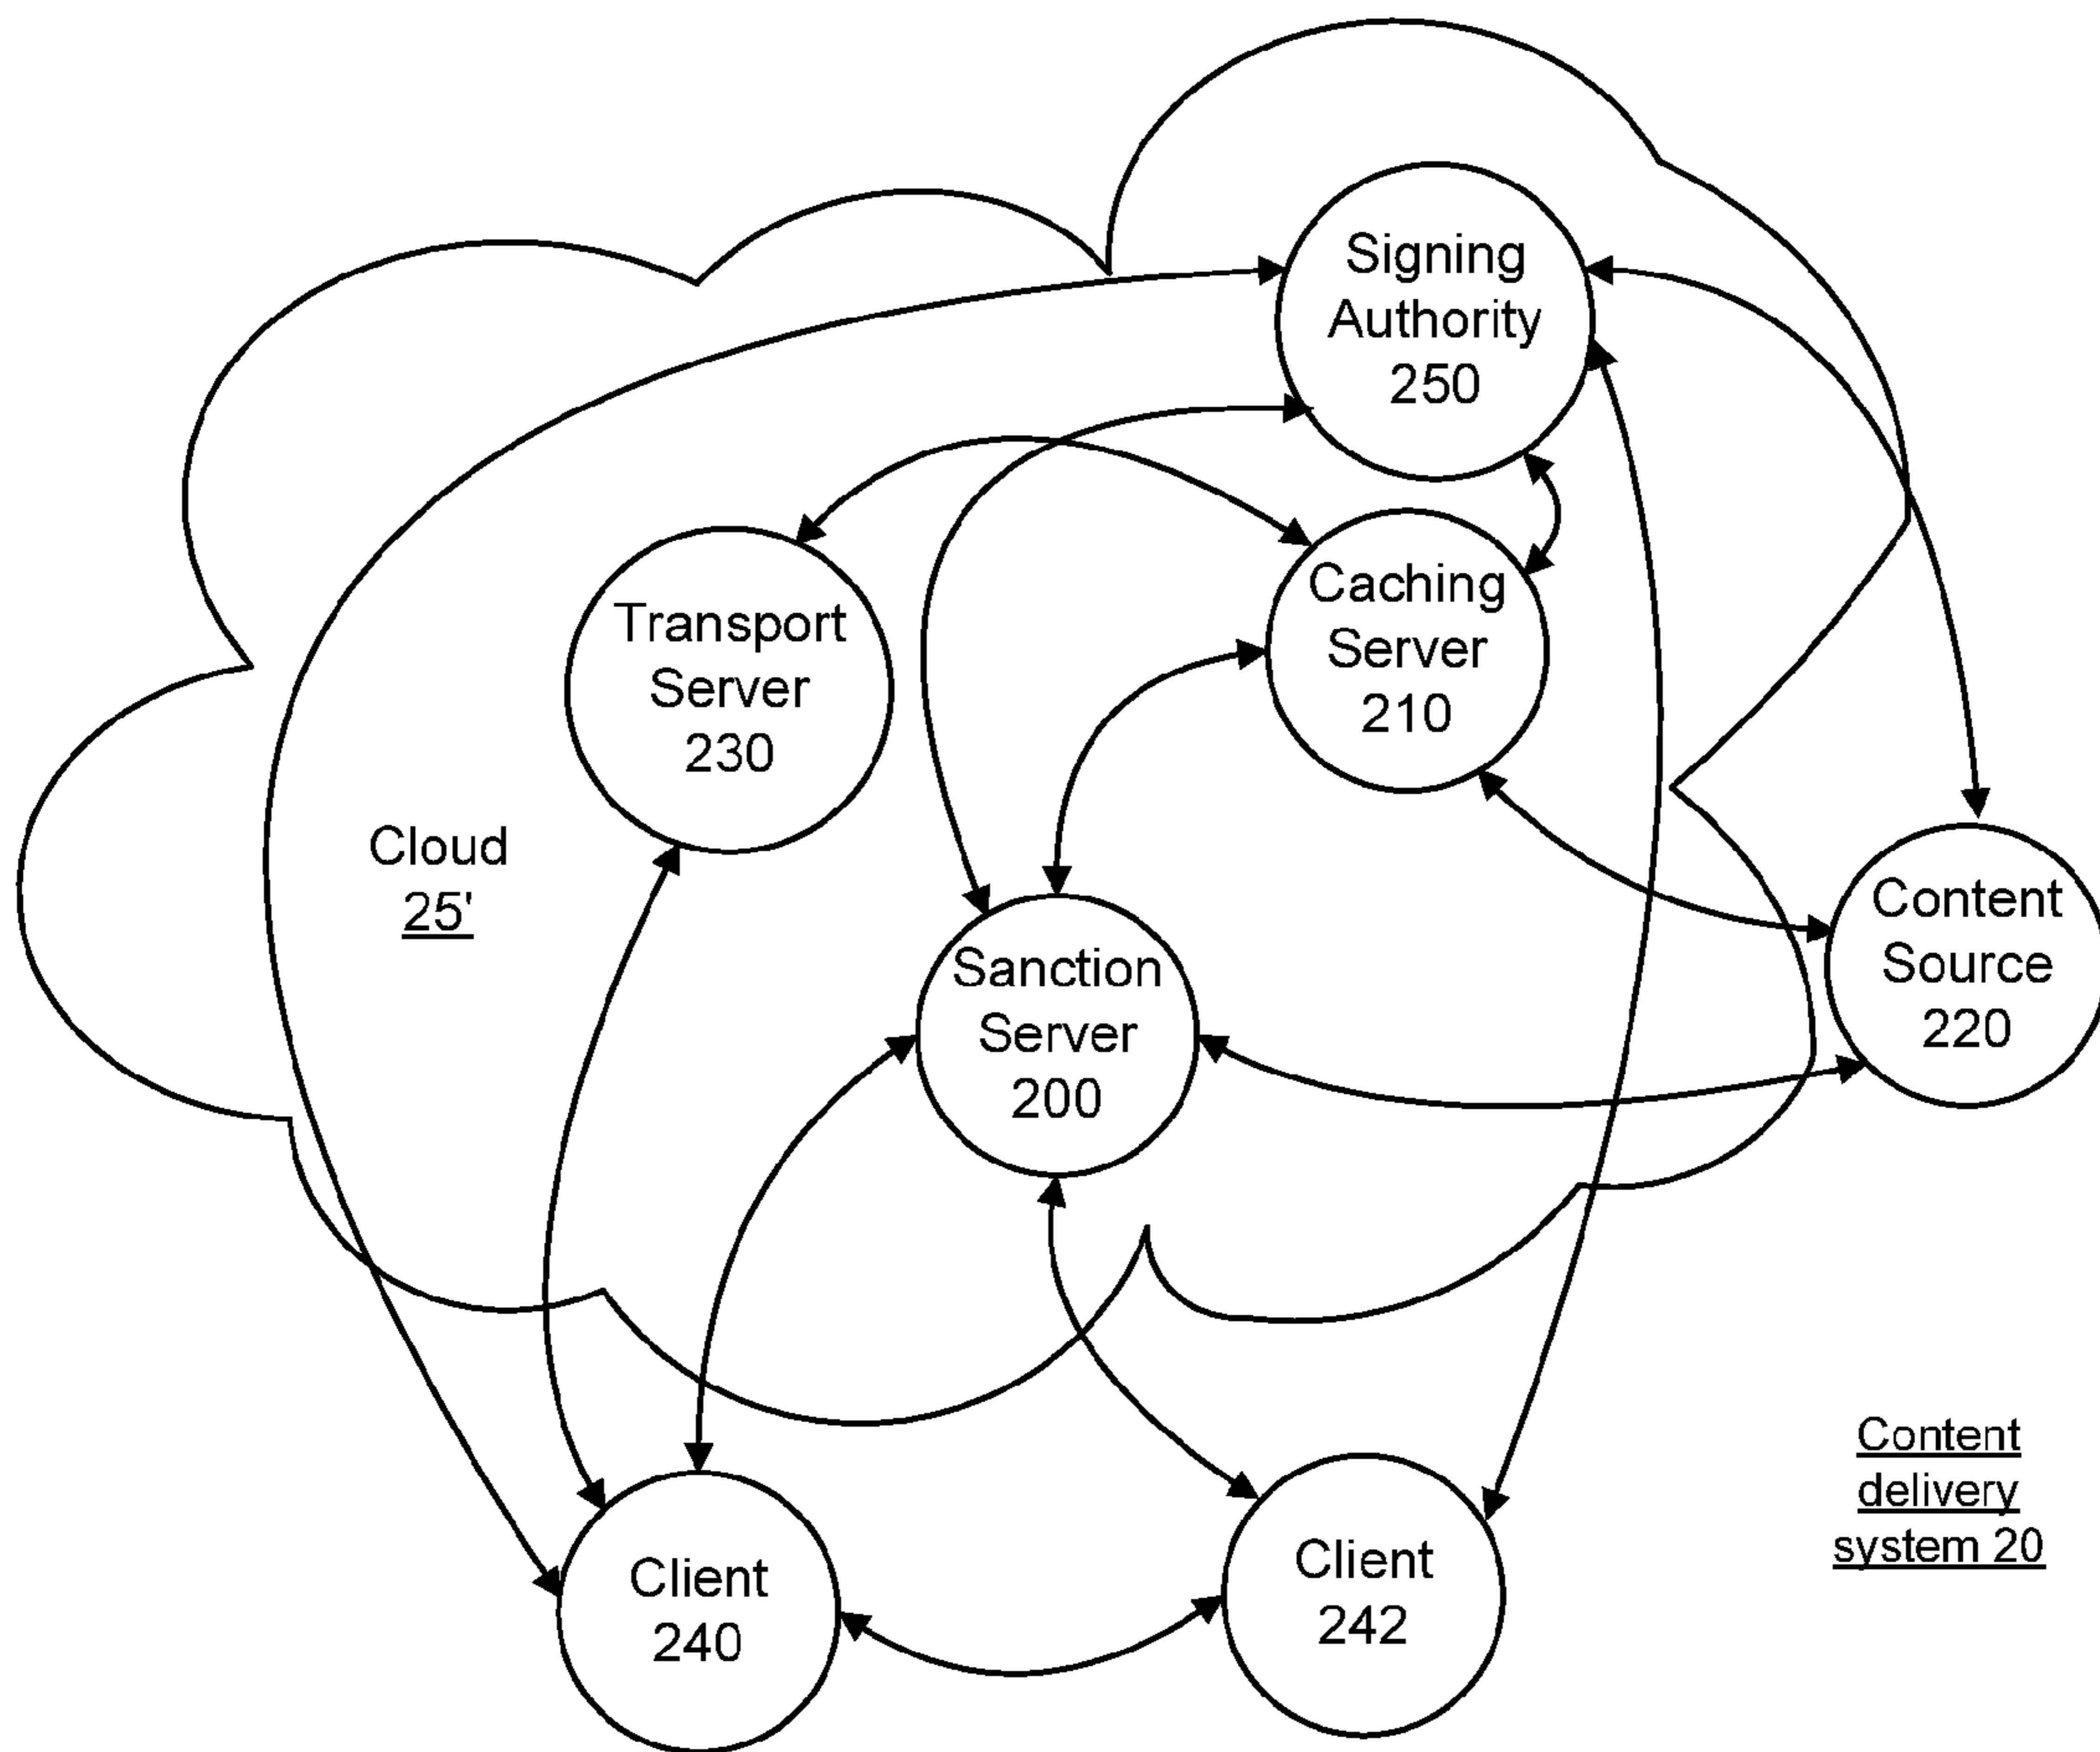 Signing
Authority
250
Transport
Server
230
Caching
Server
210
Cloud
25'
Content
Source
220
Sanction
Server
200
Client
240
Client
242
Content
delivery
system 20